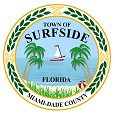 TOWN OF
SURFSIDE
FLORIDA
MIAMI-DADE COUNTY